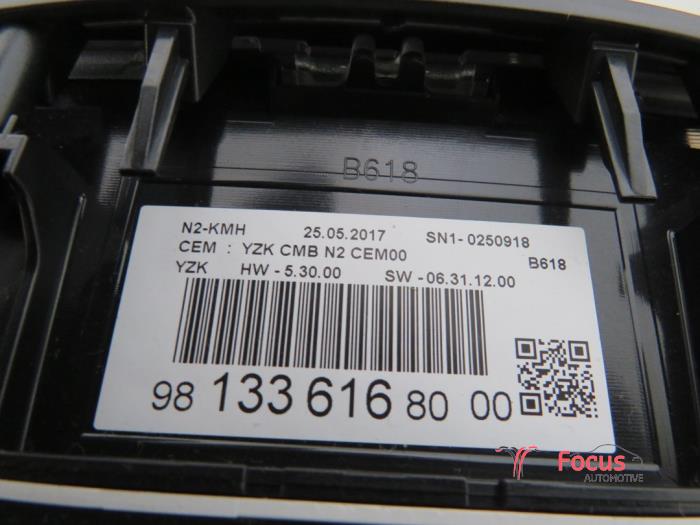 B618
N2-KMH 25.05.2017 SN1-0250918
CEM : YZK CMB N2 CEM00 B618
YZK HW-5.30.00 SW-06.31.12.00
98 133 616 80 00
Focus
AUTOMOTIVE